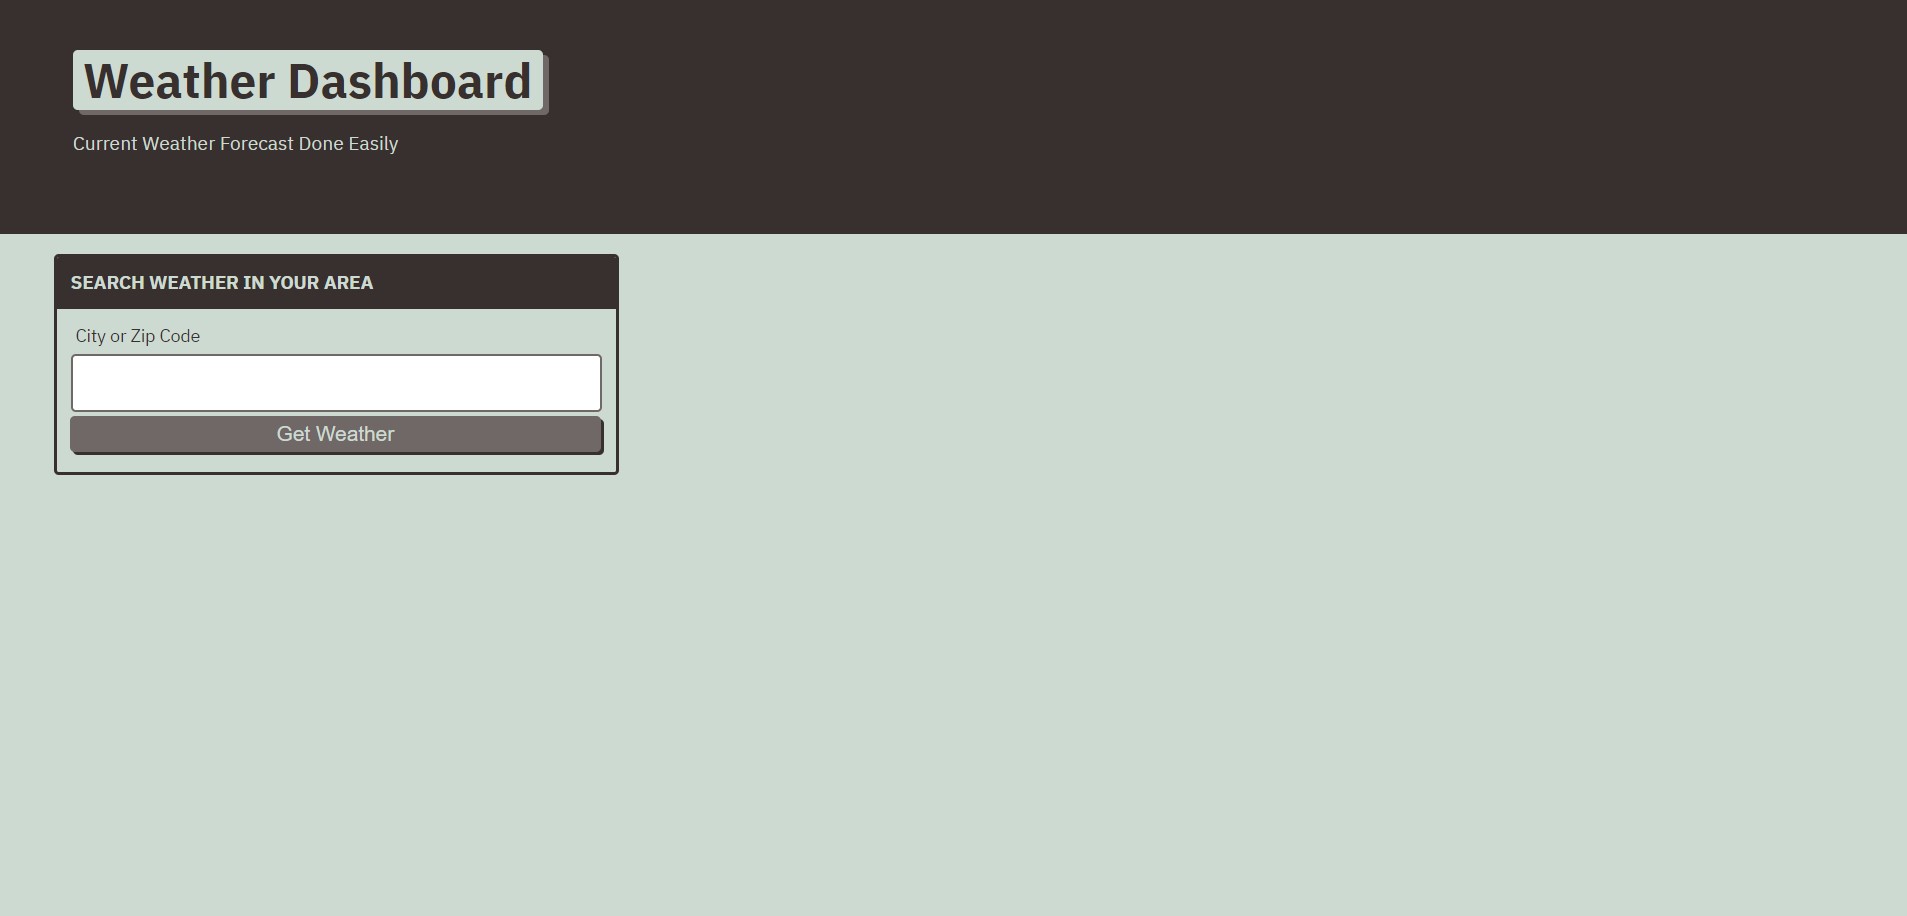 Weather Dashboard
Current Weather Forecast Done Easily
SEARCH WEATHER IN YOUR AREA
City or Zip Code
Get Weather